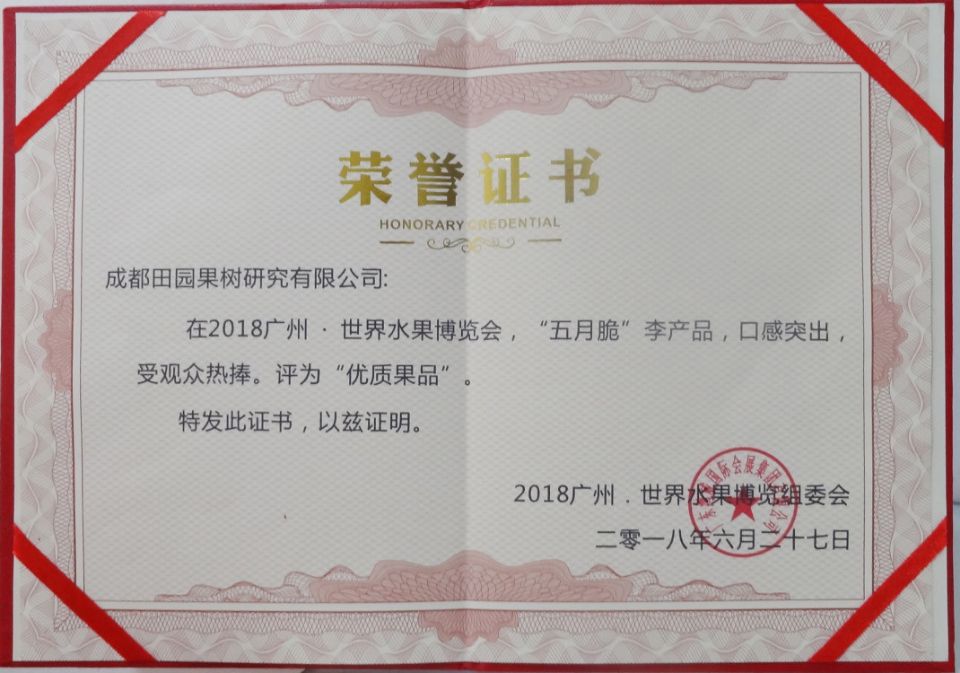 荣誉证书
HONORARY CREDENTIAL
成都田园果树研究有限公司:
在2018广州·世界水果博览会，“五月脆”李产品，口感突出，
受观众热捧。评为“优质果品”。
特发此证书，以兹证明。
2018广州．世界水果博览组委会
二零一八年六月二十七日